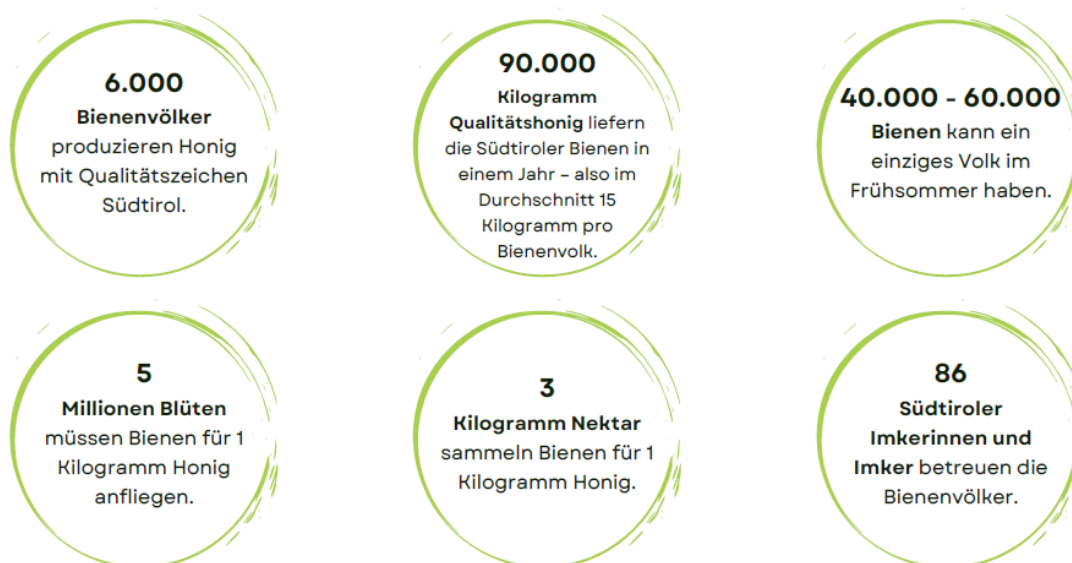 6.000
Bienenvölker
produzieren Honig
mit Qualitätszeichen
Südtirol.
90.000
Kilogramm
Qualitätshonig liefern
die Südtiroler Bienen in
einem Jahr – also im
Durchschnitt 15
Kilogramm pro
Bienenvolk.
40.000 - 60.000
Bienen kann ein
einziges Volk im
Frühsommer haben.
5
Millionen Blüten
müssen Bienen für 1
Kilogramm Honig
anfliegen.
3
Kilogramm Nektar
sammeln Bienen für 1
Kilogramm Honig.
86
Südtiroler
Imkerinnen und
Imker betreuen die
Bienenvölker.